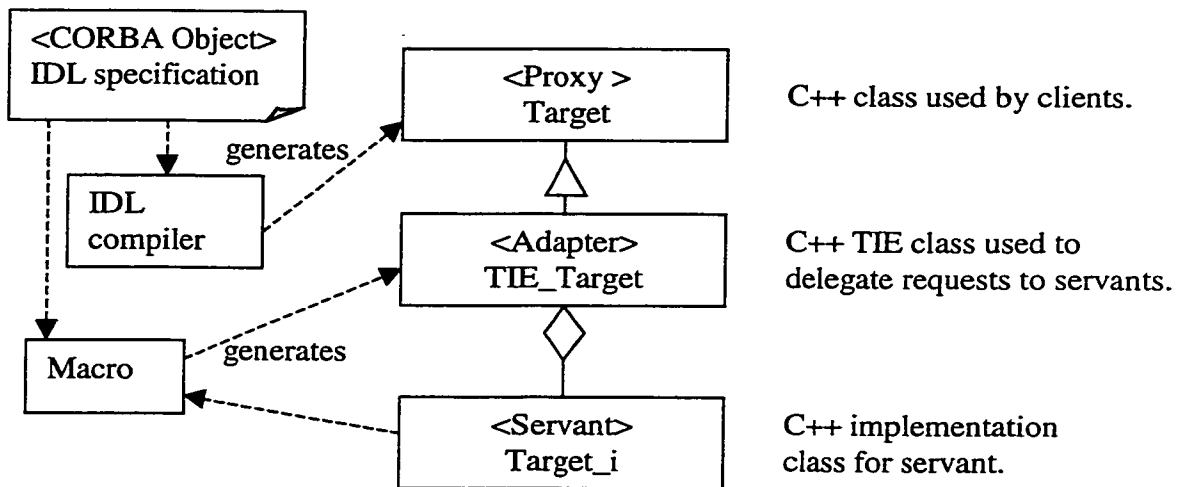 <CORBA Object>
IDL specification
<Proxy >
Target
C++ class used by clients.
generates
IDL
compiler
<Adapter>
TIE_Target
C++ TIE class used to
delegate requests to servants.
generates
Macro
<Servant>
Target_i
C++ implementation
class for servant.